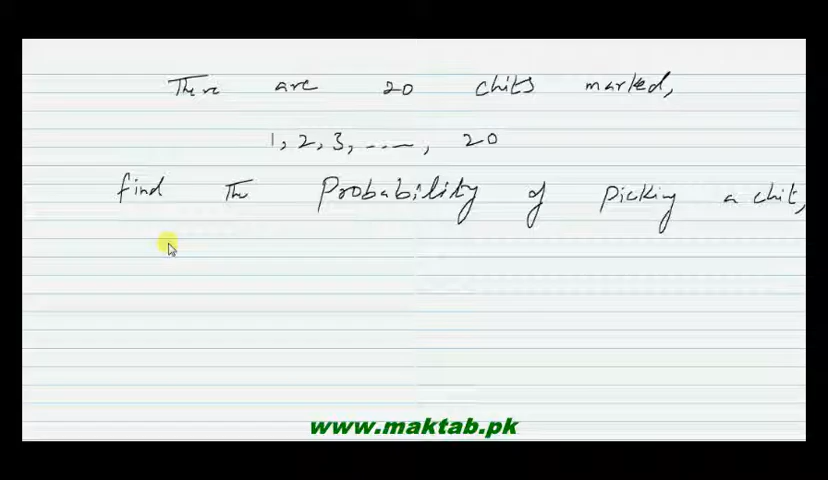 There are 20 chits marked,
1, 2, 3, ....., 20
find the Probability of Picking a chit,
www.maktab.pk